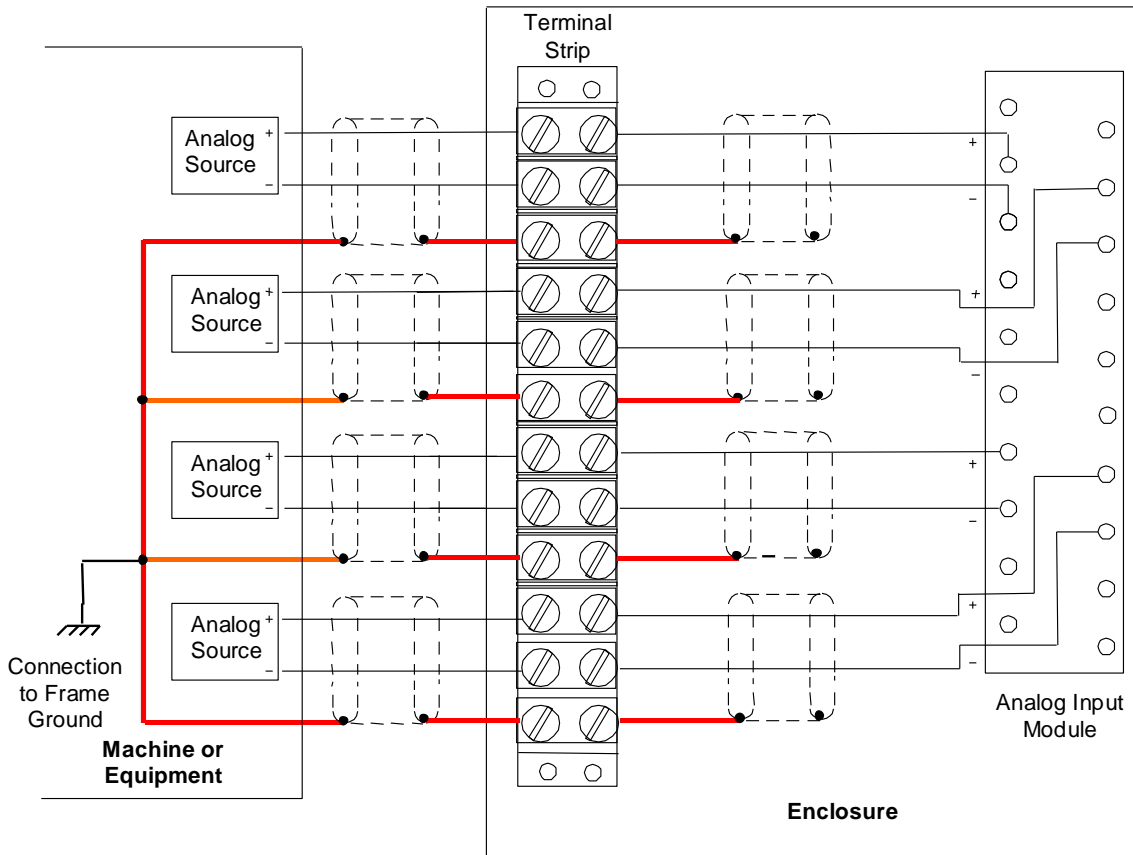 Terminal
Strip
Analog
Source
+
−
+
−
Analog
Source
+
−
+
−
Analog
Source
+
−
+
−
Analog
Source
+
−
+
−
Connection
to Frame
Ground
Machine or
Equipment
Analog Input
Module
Enclosure